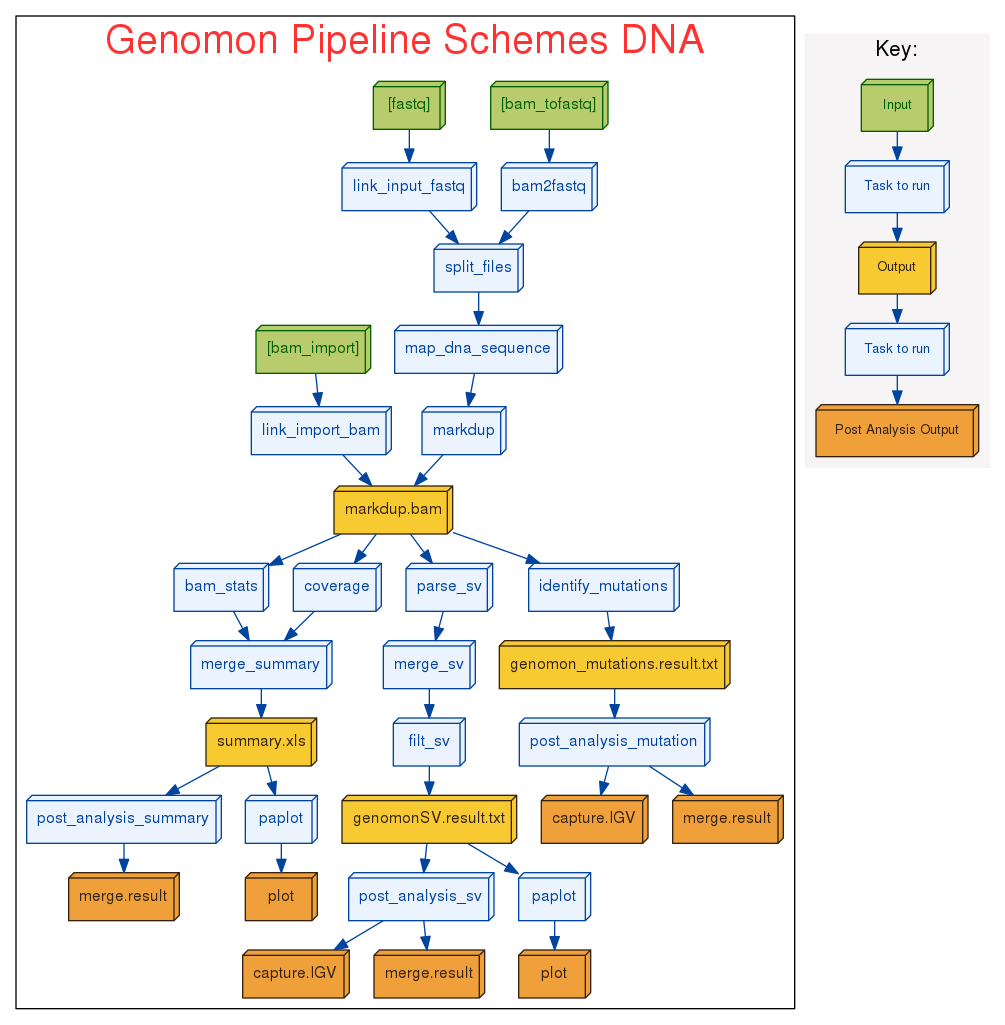 Genomon Pipeline Schemes DNA
Key:
[fastq]
[bam_tofastq]
Input
link_input_fastq
bam2fastq
Task to run
split_files
Output
[bam_import]
map_dna_sequence
Task to run
link_import_bam
markdup
Post Analysis Output
markdup.bam
bam_stats
coverage
parse_sv
identify_mutations
merge_summary
merge_sv
genomon_mutations.result.txt
summary.xls
filt_sv
post_analysis_mutation
post_analysis_summary
paplot
genomonSV.result.txt
capture.IGV
merge.result
merge.result
plot
post_analysis_sv
paplot
capture.IGV
merge.result
plot